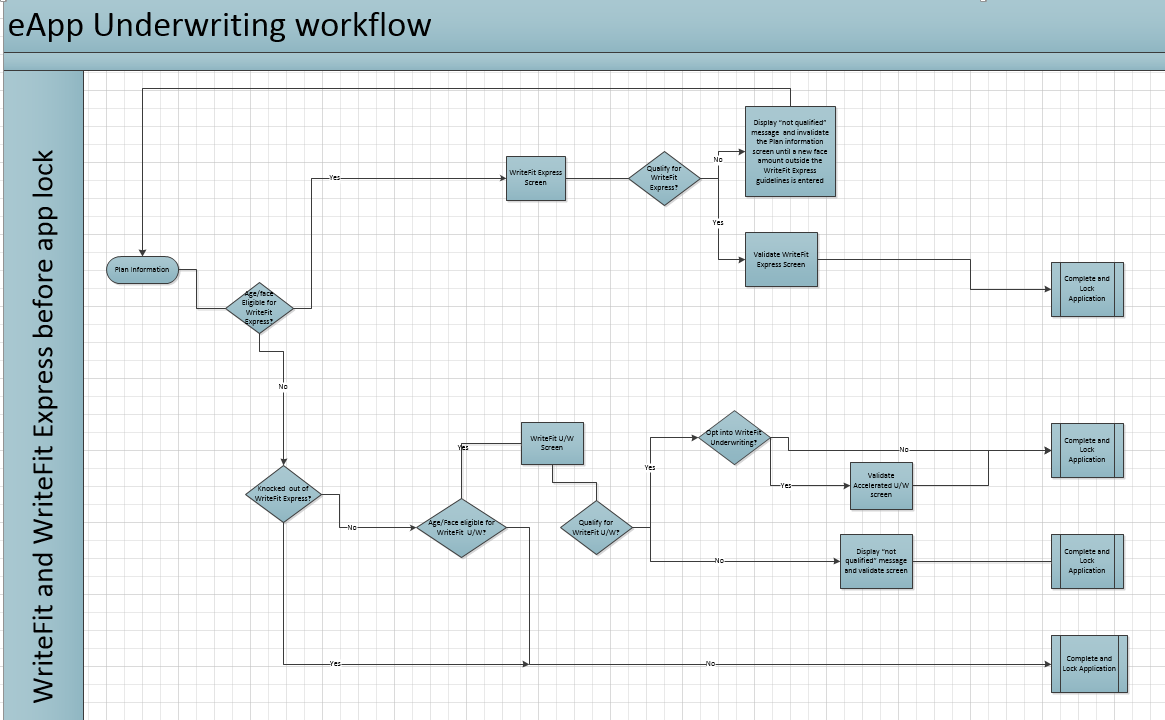 eApp Underwriting workflow
WriteFit and WriteFit Express before app lock
Display "not qualified"
message and invalidate
the Plan information
screen until a new face
amount outside the
WriteFit Express
guidelines is entered
No
Yes
WriteFit Express
Screen
Qualify for
WriteFit
Express?
Yes
Validate WriteFit
Express Screen
Plan Information
Age/face
Eligible for
WriteFit
Express?
Complete and
Lock
Application
No
Opt into WriteFit
Underwriting?
WriteFit U/W
Screen
Yes
No
Complete and
Lock
Application
Yes
Validate
Accelerated U/W
screen
Yes
Knocked out of
WriteFit Express?
No
Age/Face eligible for
WriteFit U/W?
Qualify for
WriteFit U/W?
No
Display "not
qualified" message
and validate screen
Complete and
Lock
Application
Yes
No
Complete and
Lock Application